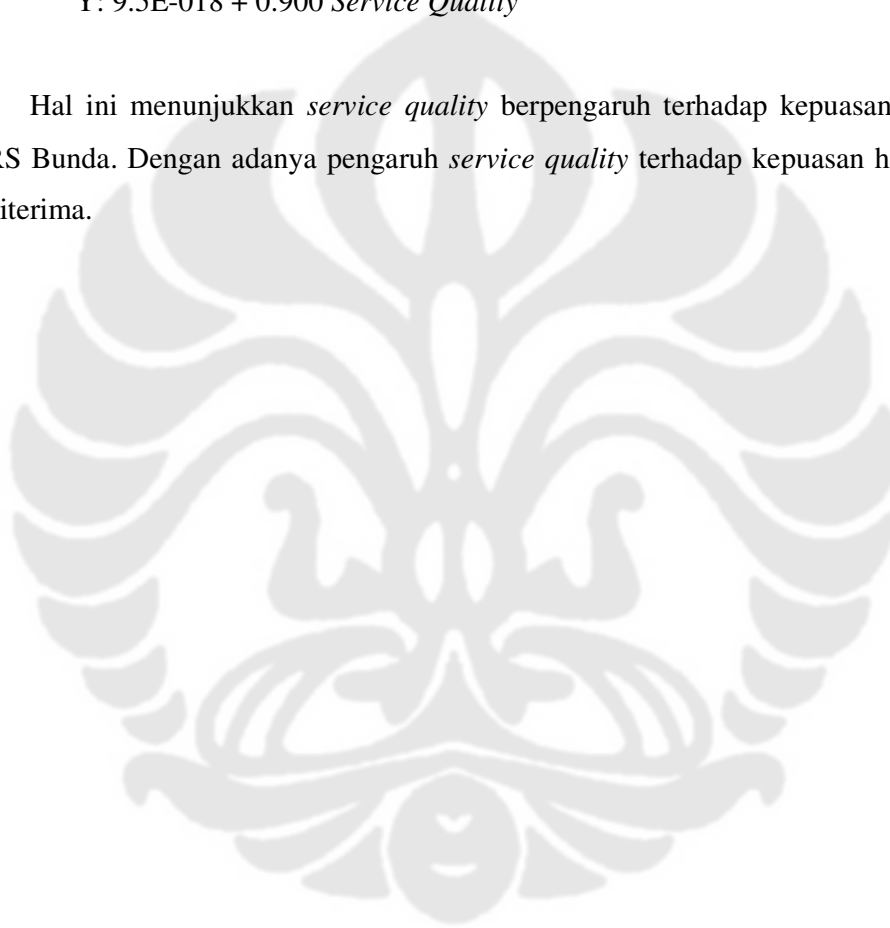 Y: 9.5E-018 + 0.900 Service Quality
Hal ini menunjukkan service quality berpengaruh terhadap kepuasan
RS Bunda. Dengan adanya pengaruh service quality terhadap kepuasan h
iterima.